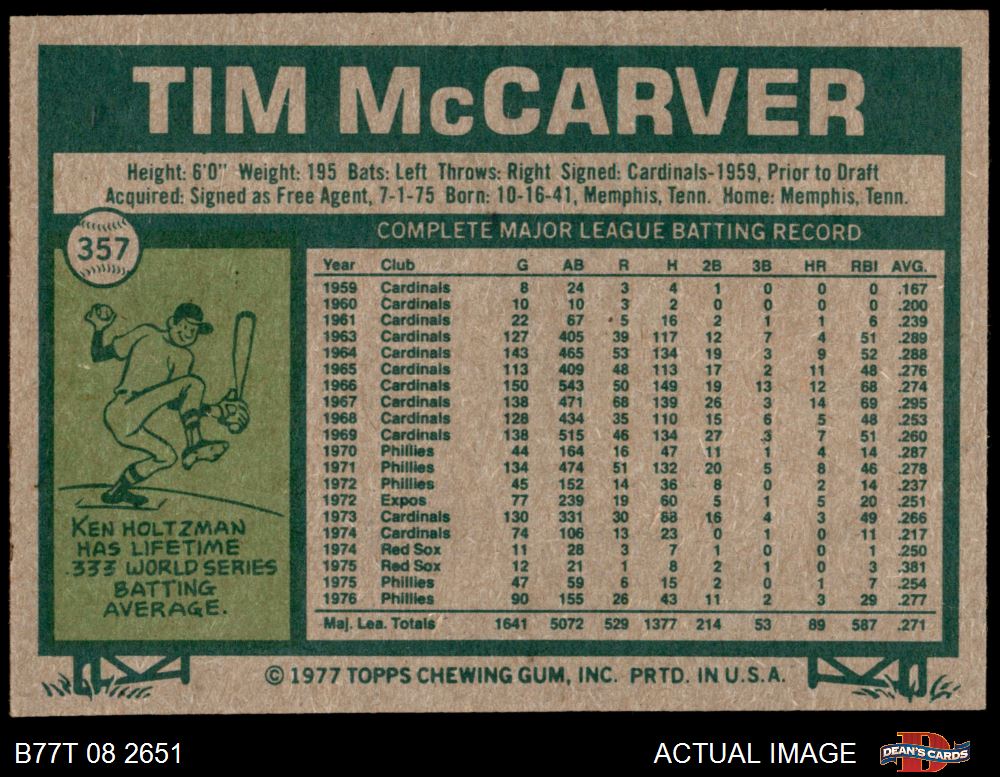 TIM McCARVER
Height: 6'0" Weight: 195 Bats: Left Throws: Right Signed: Cardinals-1959, Prior to Draft
Acquired: Signed as Free Agent, 7-1-75 Born: 10-16-41, Memphis, Tenn. Home: Memphis, Tenn.
357
COMPLETE MAJOR LEAGUE BATTING RECORD
Year Club G AB R H 2B 3B HR RBI AVG.
1959 Cardinals 8 24 3 4 1 0 0 0 .167
1960 Cardinals 10 10 3 2 0 0 0 0 .200
1961 Cardinals 22 67 5 16 2 1 1 6 .239
1963 Cardinals 127 405 39 117 12 7 4 51 .289
1964 Cardinals 143 465 53 134 19 3 9 52 .288
1965 Cardinals 113 409 48 113 17 2 11 48 .276
1966 Cardinals 150 543 50 149 19 13 12 68 .274
1967 Cardinals 138 471 68 139 26 3 14 69 .295
1968 Cardinals 128 434 35 110 15 6 5 48 .253
1969 Cardinals 138 515 46 134 27 3 7 51 .260
1970 Phillies 44 164 16 47 11 1 4 14 .287
1971 Phillies 134 474 51 132 20 5 8 46 .278
1972 Phillies 45 152 14 36 8 0 2 14 .237
1972 Expos 77 239 19 60 5 1 5 20 .251
1973 Cardinals 130 331 30 88 16 4 3 49 .266
1974 Cardinals 74 106 13 23 0 1 0 11 .217
1974 Red Sox 11 28 3 7 1 0 0 1 .250
1975 Red Sox 12 21 1 8 2 1 0 3 .381
1975 Phillies 47 59 6 15 2 0 1 7 .254
1976 Phillies 90 155 26 43 11 2 3 29 .277
Maj. Lea. Totals 1641 5072 529 1377 214 53 89 587 .271
KEN HOLTZMAN
HAS LIFETIME
.333 WORLD SERIES
BATTING
AVERAGE.
© 1977 TOPPS CHEWING GUM, INC. PRTD. IN U.S.A.
B77T 08 2651
ACTUAL IMAGE
DEAN'S CARDS